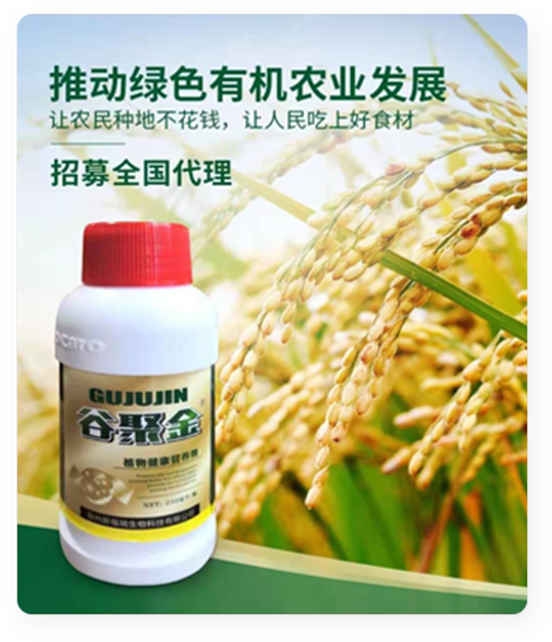 推动绿色有机农业发展
让农民种地不花钱，让人民吃上好食材
招募全国代理
GUJUJIN
谷聚金
植物健康营养液